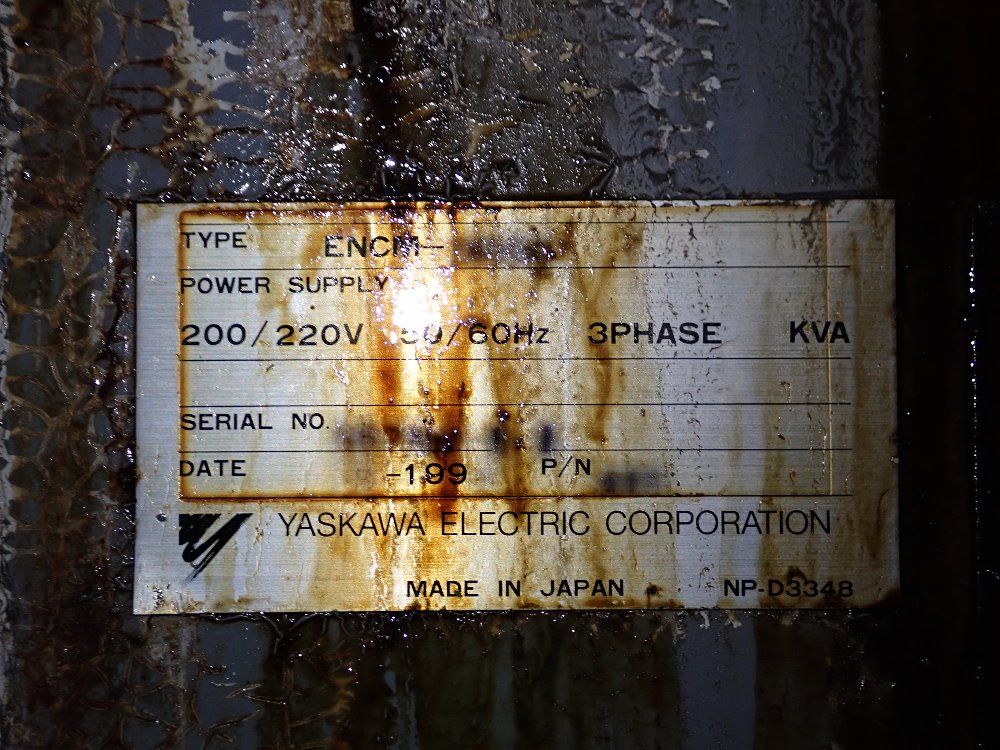 TYPE ENCM-
POWER SUPPLY
200/220V 50/60Hz 3PHASE KVA
SERIAL NO.
DATE -199 P/N
YASKAWA ELECTRIC CORPORATION
MADE IN JAPAN NP-D3348